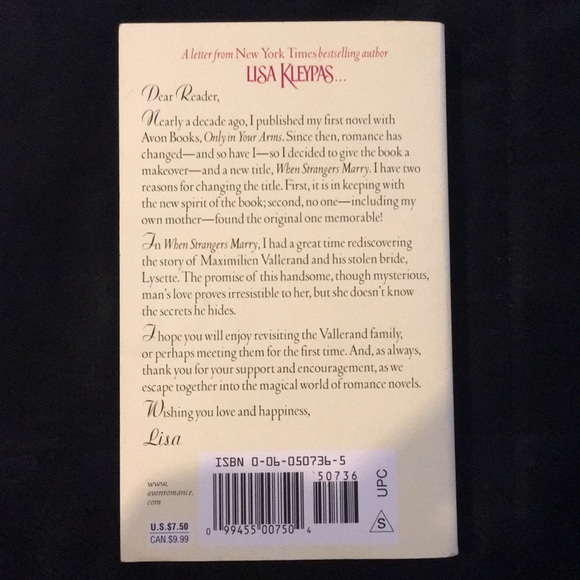 A letter from New York Times bestselling author
LISA KLEYPAS...
Dear Reader,
Nearly a decade ago, I published my first novel with
Avon Books, Only in Your Arms. Since then, romance has
changed—and so have I—so I decided to give the book a
makeover—and a new title, When Strangers Marry. I have two
reasons for changing the title. First, it is in keeping with
the new spirit of the book; second, no one—including my
own mother—found the original one memorable!
In When Strangers Marry, I had a great time rediscovering
the story of Maximilien Vallerand and his stolen bride,
Lysette. The promise of this handsome, though mysterious,
man's love proves irresistible to her, but she doesn't know
the secrets he hides.
I hope you will enjoy revisiting the Vallerand family,
or perhaps meeting them for the first time. And, as always,
thank you for your support and encouragement, as we
escape together into the magical world of romance novels.
Wishing you love and happiness,
Lisa
ISBN 0-06-050736-5
50736
www.
avonromance.
com
U.S.$7.50
CAN.$9.99
0 99455 00750 4
UPC
S